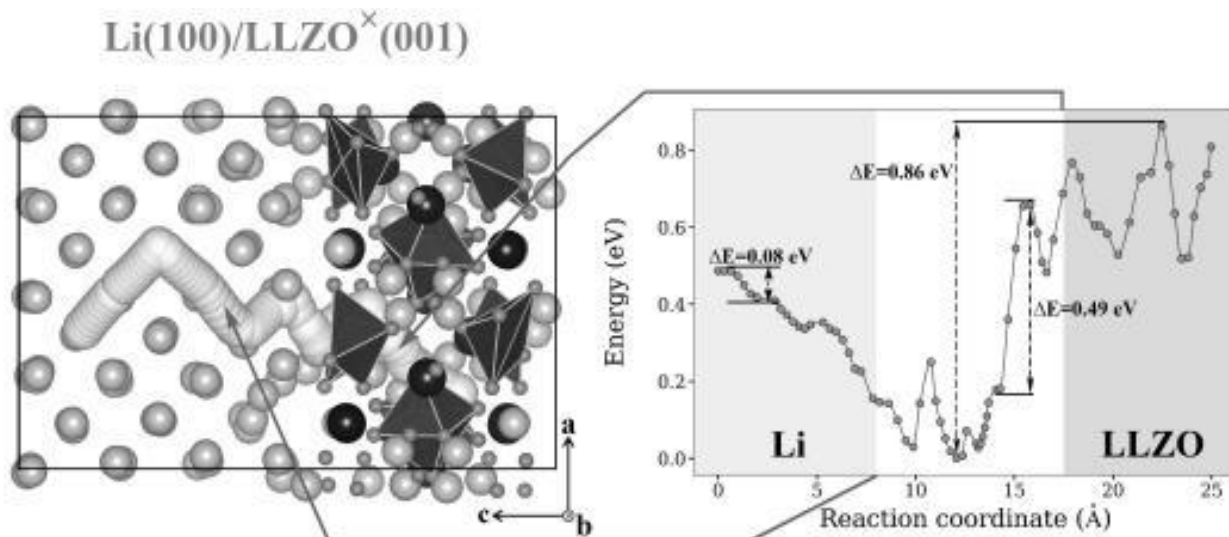 Li(100)/LLZO×(001)
a
c
b
Energy (eV)
0.8
0.6
0.4
0.2
0.0
ΔE=0.86 eV
ΔE=0.08 eV
ΔE=0.49 eV
Li
LLZO
0
5
10
15
20
25
Reaction coordinate (Å)